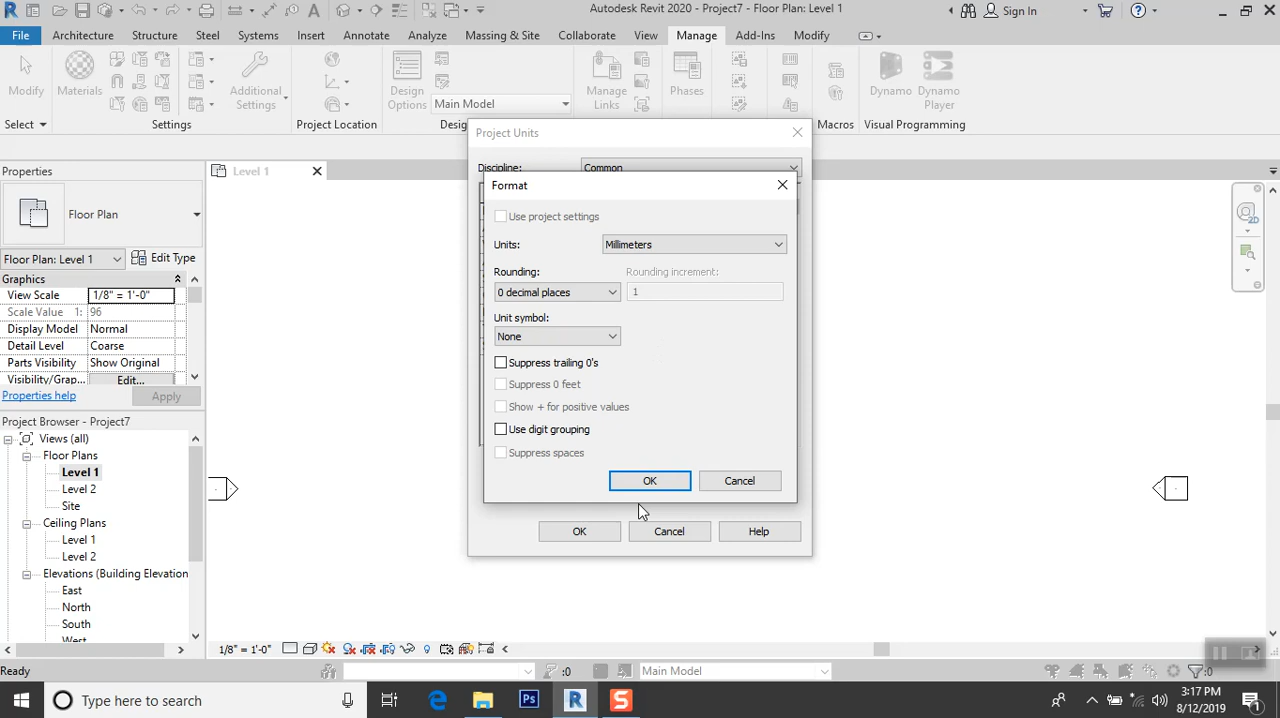 Autodesk Revit 2020 - Project7 - Floor Plan: Level 1
Sign In
File Architecture Structure Steel Systems Insert Annotate Analyze Massing & Site Collaborate View Manage Add-Ins Modify
Modify
Materials
Additional Settings
Design Options
Main Model
Manage Links
Phases
Dynamo
Dynamo Player
Select Settings Project Location Macros Visual Programming
Properties
Floor Plan
Floor Plan: Level 1
Edit Type
Graphics
View Scale 1/8" = 1'-0"
Scale Value 1: 96
Display Model Normal
Detail Level Coarse
Parts Visibility Show Original
Visibility/Grap... Edit...
Properties help Apply
Project Browser - Project7
Views (all)
Floor Plans
Level 1
Level 2
Site
Ceiling Plans
Level 1
Level 2
Elevations (Building Elevation
East
North
South
West
Level 1
Project Units
Discipline: Common
Format
Use project settings
Units: Millimeters
Rounding: Rounding increment:
0 decimal places 1
Unit symbol:
None
Suppress trailing 0's
Suppress 0 feet
Show + for positive values
Use digit grouping
Suppress spaces
OK Cancel
OK Cancel Help
1/8" = 1'-0"
Ready
:0
Main Model
:0
Type here to search
Ps
R
S
3:17 PM
8/12/2019
1